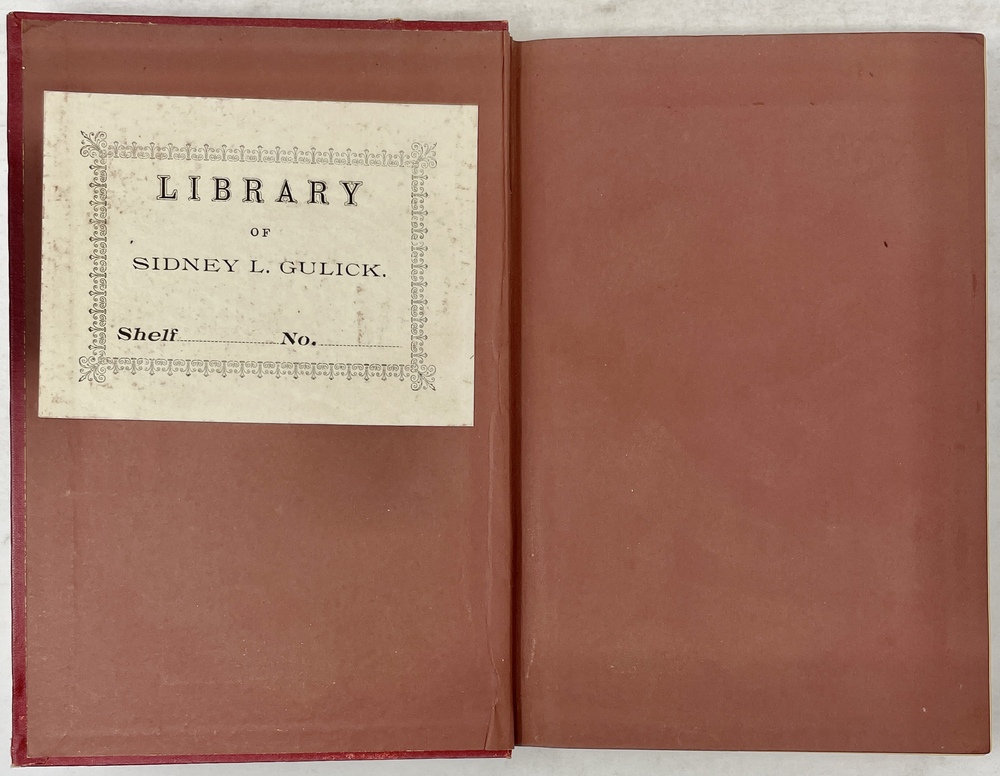 LIBRARY
OF
SIDNEY L. GULICK.
Shelf No.